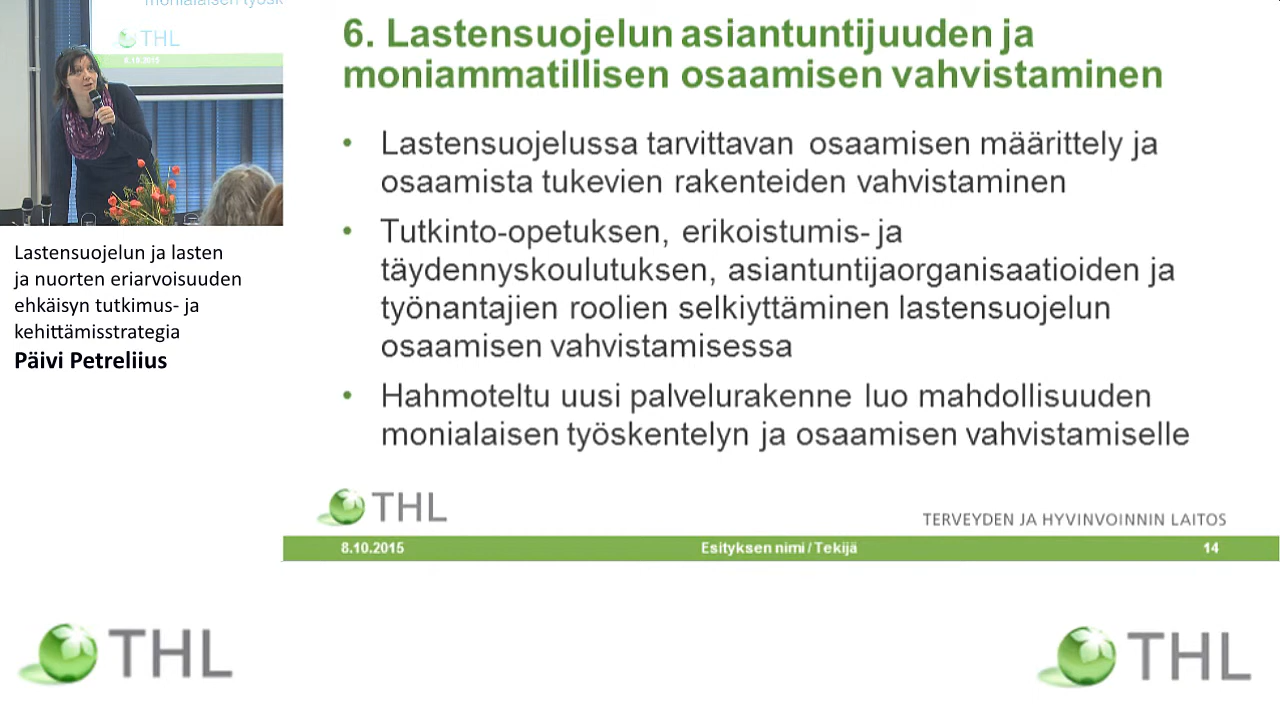 monialaisen työsk
THL
8.10.2015
Lastensuojelun ja lasten
ja nuorten eriarvoisuuden
ehkäisyn tutkimus- ja
kehittämisstrategia
Päivi Petreliius
6. Lastensuojelun asiantuntijuuden ja
moniammatillisen osaamisen vahvistaminen
• Lastensuojelussa tarvittavan osaamisen määrittely ja
osaamista tukevien rakenteiden vahvistaminen
• Tutkinto-opetuksen, erikoistumis- ja
täydennyskoulutuksen, asiantuntijaorganisaatioiden ja
työnantajien roolien selkiyttäminen lastensuojelun
osaamisen vahvistamisessa
• Hahmoteltu uusi palvelurakenne luo mahdollisuuden
monialaisen työskentelyn ja osaamisen vahvistamiselle
THL
TERVEYDEN JA HYVINVOINNIN LAITOS
8.10.2015
Esityksen nimi / Tekijä
14
THL
THL